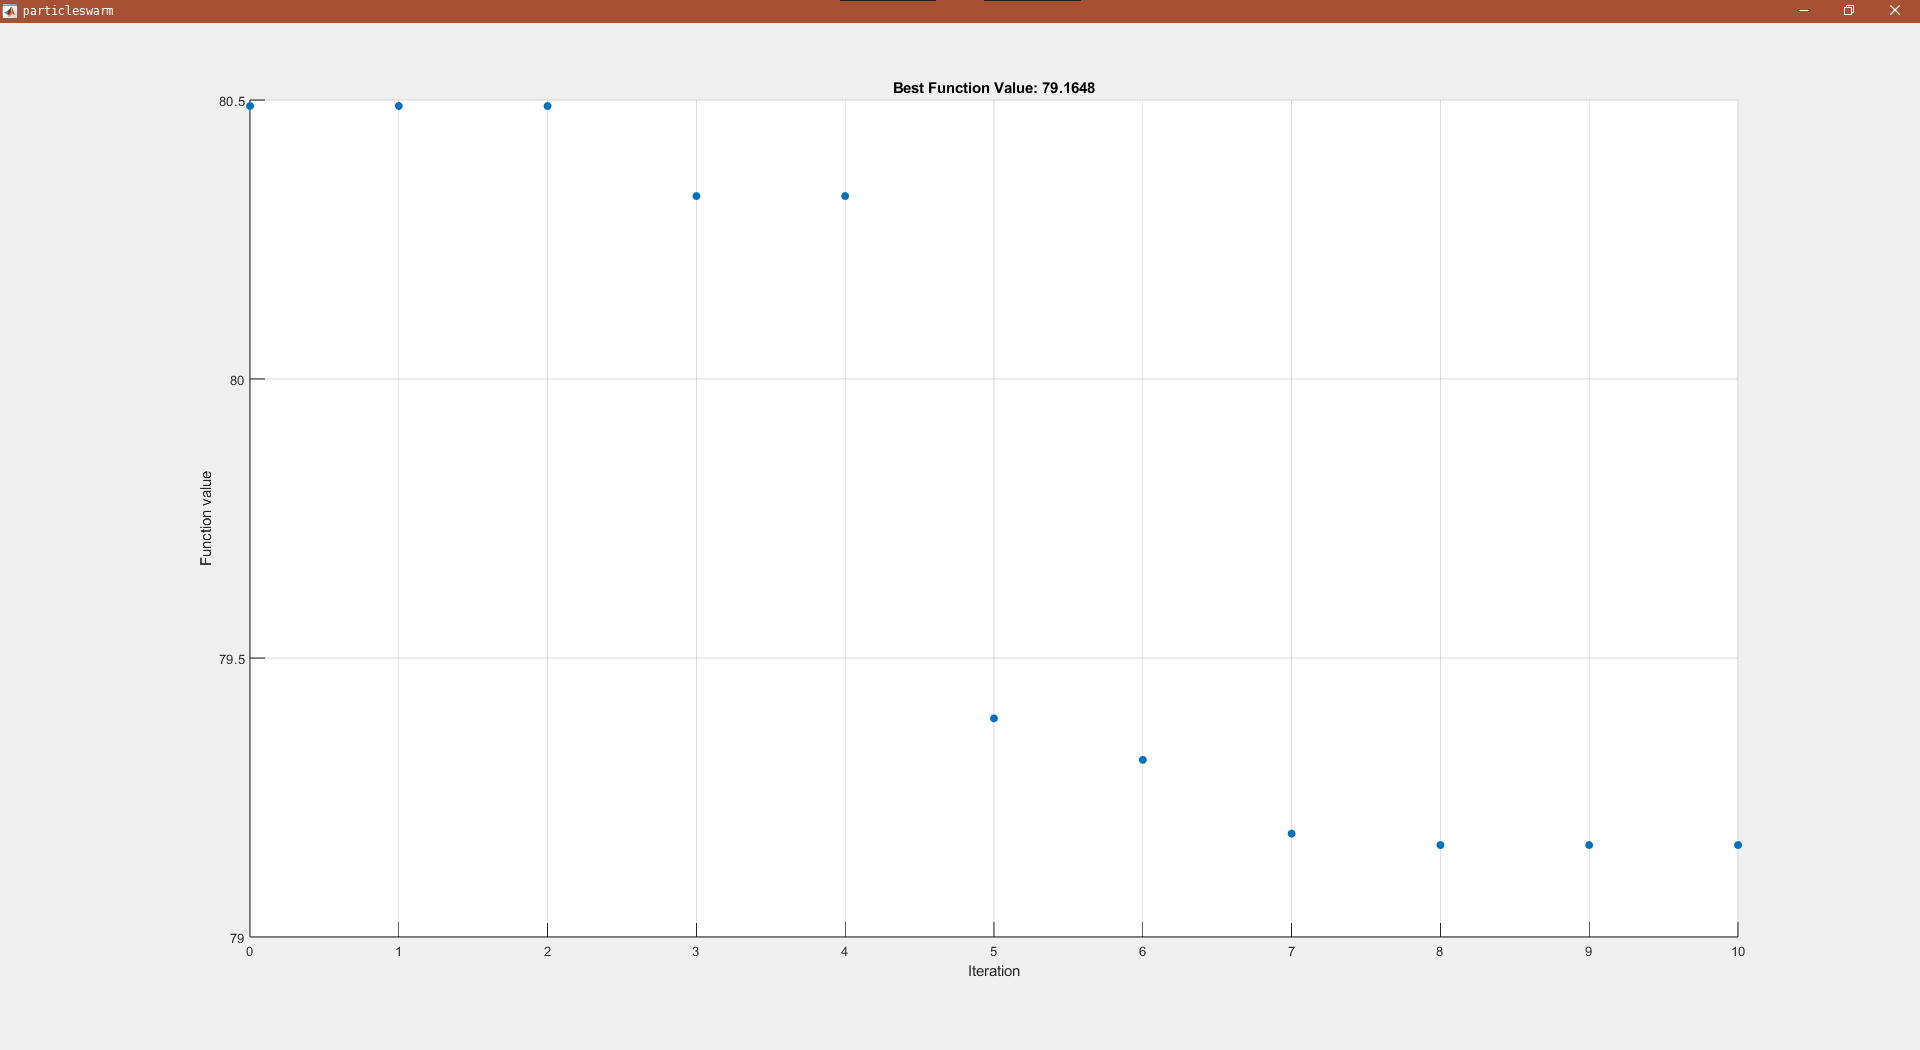 particleswarm
Best Function Value: 79.1648
80.5
80
79.5
79
Function value
0 1 2 3 4 5 6 7 8 9 10
Iteration